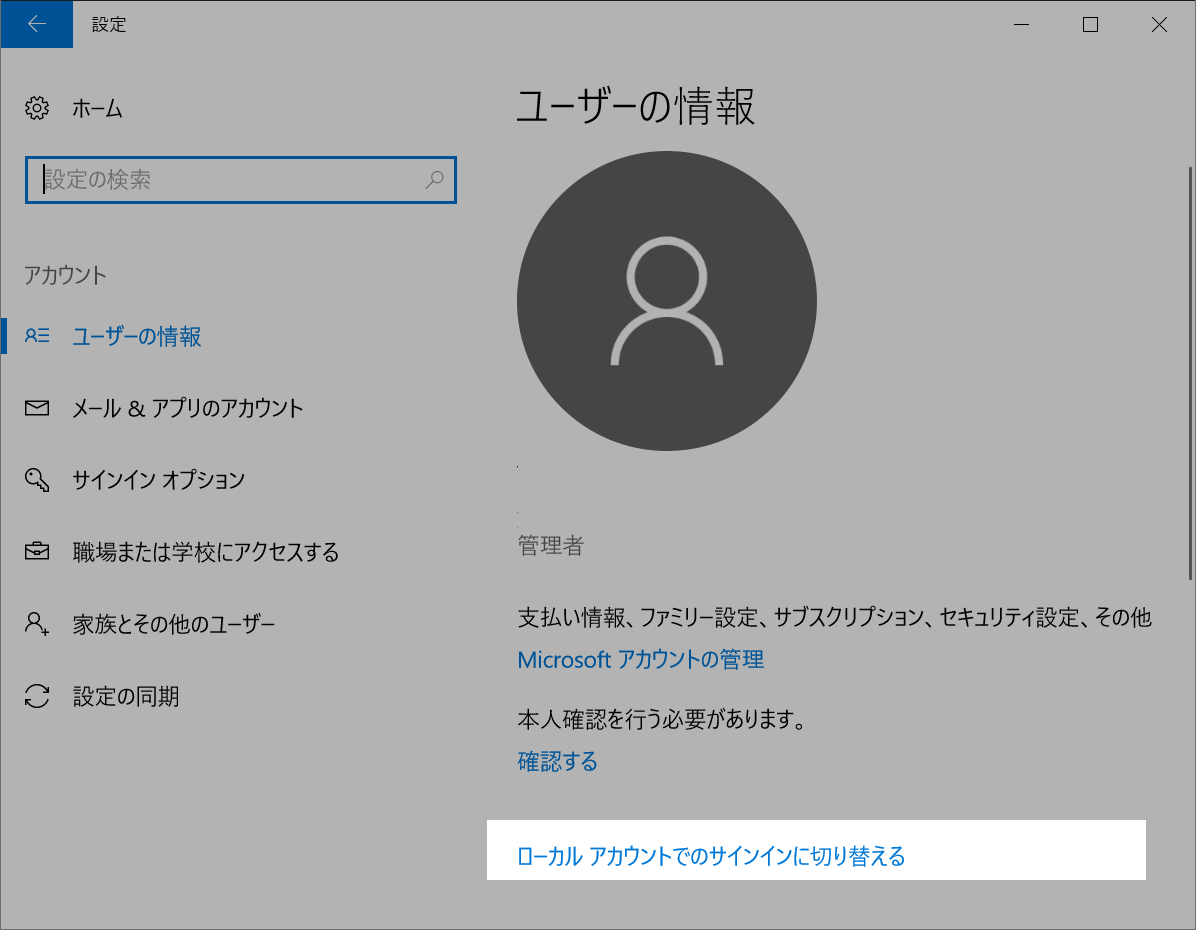 設定
ホーム
設定の検索
アカウント
ユーザーの情報
メール & アプリのアカウント
サインイン オプション
職場または学校にアクセスする
家族とその他のユーザー
設定の同期
ユーザーの情報
管理者
支払い情報、ファミリー設定、サブスクリプション、セキュリティ設定、その他
Microsoft アカウントの管理
本人確認を行う必要があります。
確認する
ローカル アカウントでのサインインに切り替える